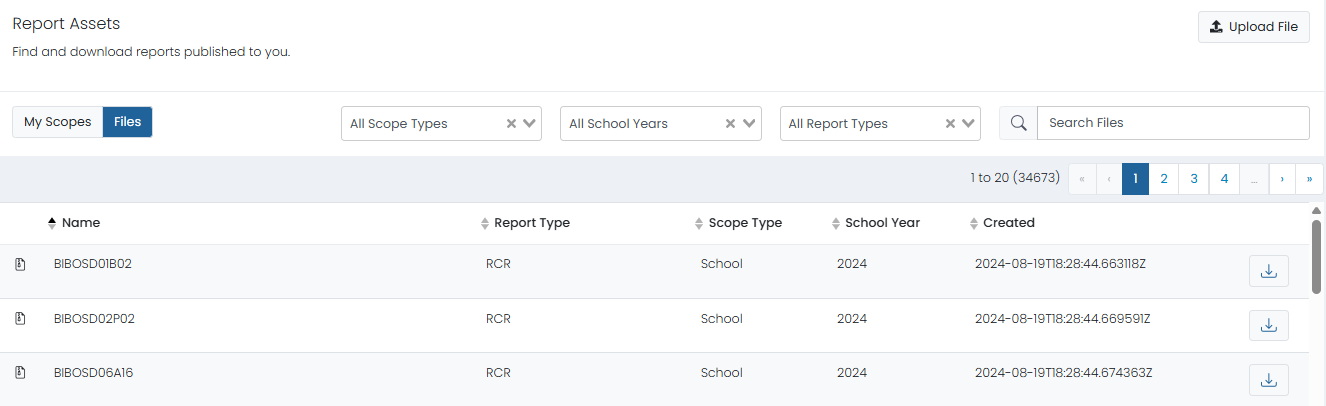 Report Assets
Upload File
Find and download reports published to you.
My Scopes Files All Scope Types All School Years All Report Types Search Files
1 to 20 (34673) « ‹ 1 2 3 4 ... › »
Name Report Type Scope Type School Year Created
BIBOSD01B02 RCR School 2024 2024-08-19T18:28:44.663118Z
BIBOSD02P02 RCR School 2024 2024-08-19T18:28:44.669591Z
BIBOSD06A16 RCR School 2024 2024-08-19T18:28:44.674363Z